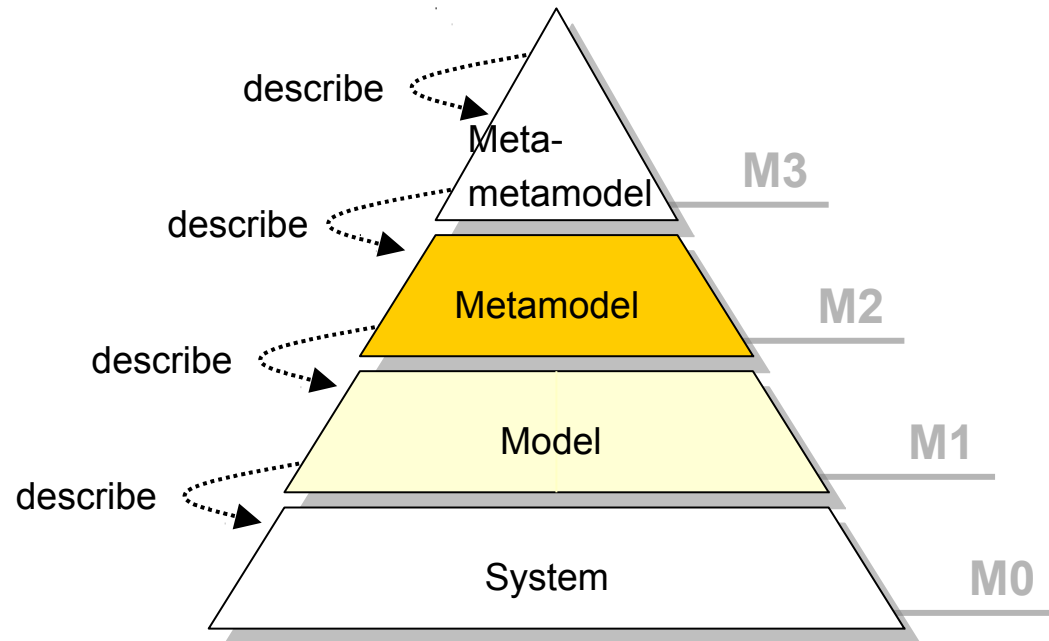 describe
Meta-
metamodel
M3
describe
Metamodel
M2
describe
Model
M1
describe
System
M0